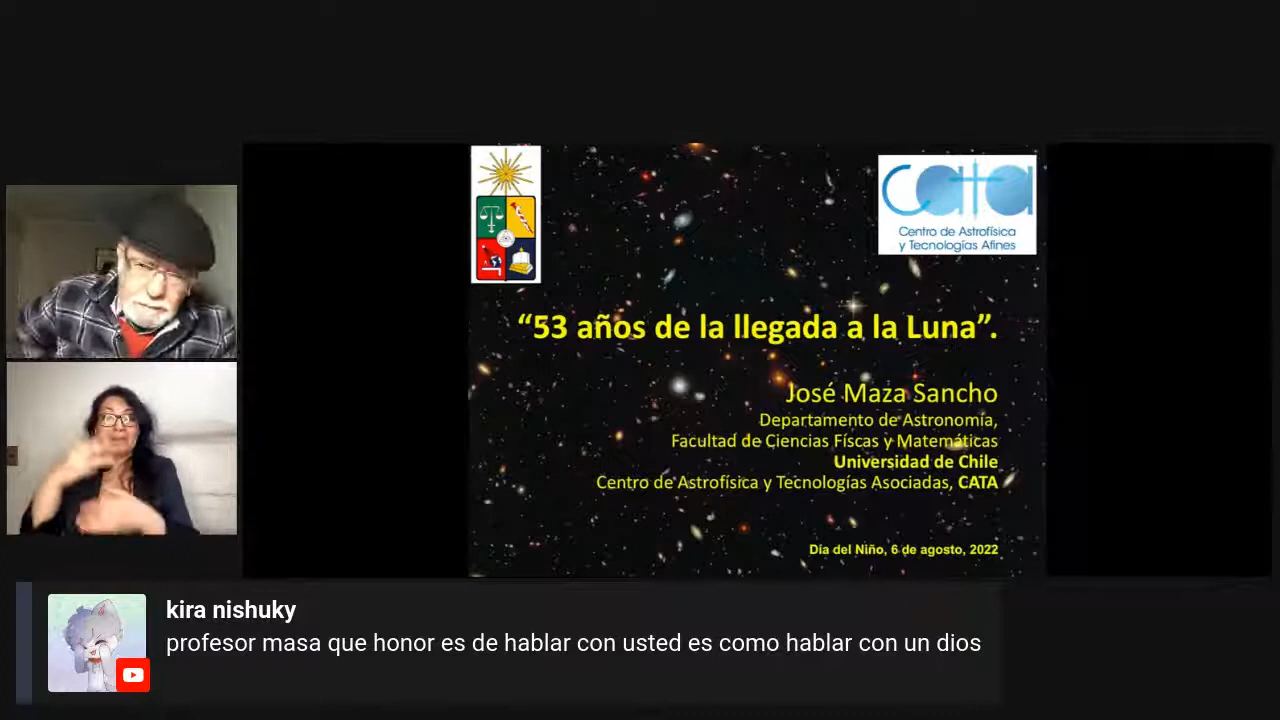 cata
Centro de Astrofísica
y Tecnologías Afines
“53 años de la llegada a la Luna”.
José Maza Sancho
Departamento de Astronomía,
Facultad de Ciencias Físcas y Matemáticas
Universidad de Chile
Centro de Astrofísica y Tecnologías Asociadas, CATA
Día del Niño, 6 de agosto, 2022
kira nishuky
profesor masa que honor es de hablar con usted es como hablar con un dios